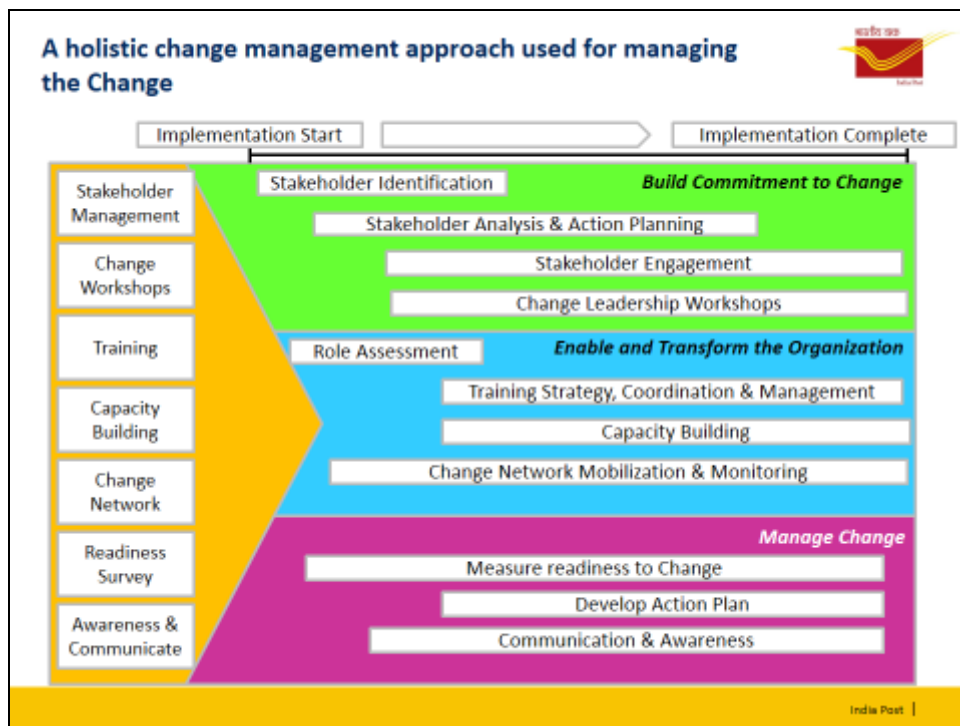 A holistic change management approach used for managing
the Change
भारतीय डाक
India Post
Implementation Start
Implementation Complete
Stakeholder
Management
Change
Workshops
Training
Capacity
Building
Change
Network
Readiness
Survey
Awareness &
Communicate
Stakeholder Identification
Build Commitment to Change
Stakeholder Analysis & Action Planning
Stakeholder Engagement
Change Leadership Workshops
Role Assessment
Enable and Transform the Organization
Training Strategy, Coordination & Management
Capacity Building
Change Network Mobilization & Monitoring
Manage Change
Measure readiness to Change
Develop Action Plan
Communication & Awareness
India Post |